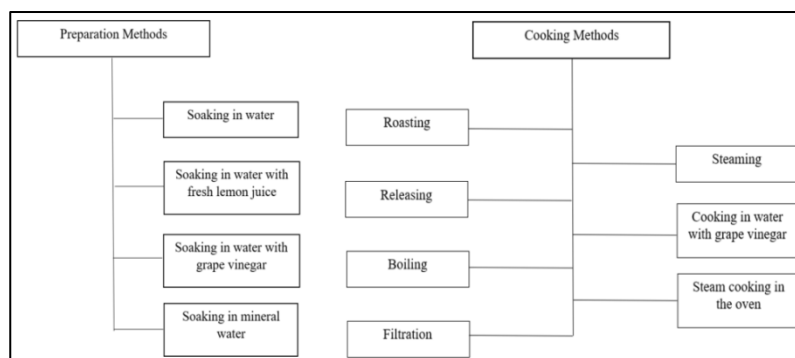 Preparation Methods
Soaking in water
Soaking in water with
fresh lemon juice
Soaking in water with
grape vinegar
Soaking in mineral
water
Cooking Methods
Roasting
Releasing
Boiling
Filtration
Steaming
Cooking in water
with grape vinegar
Steam cooking in
the oven